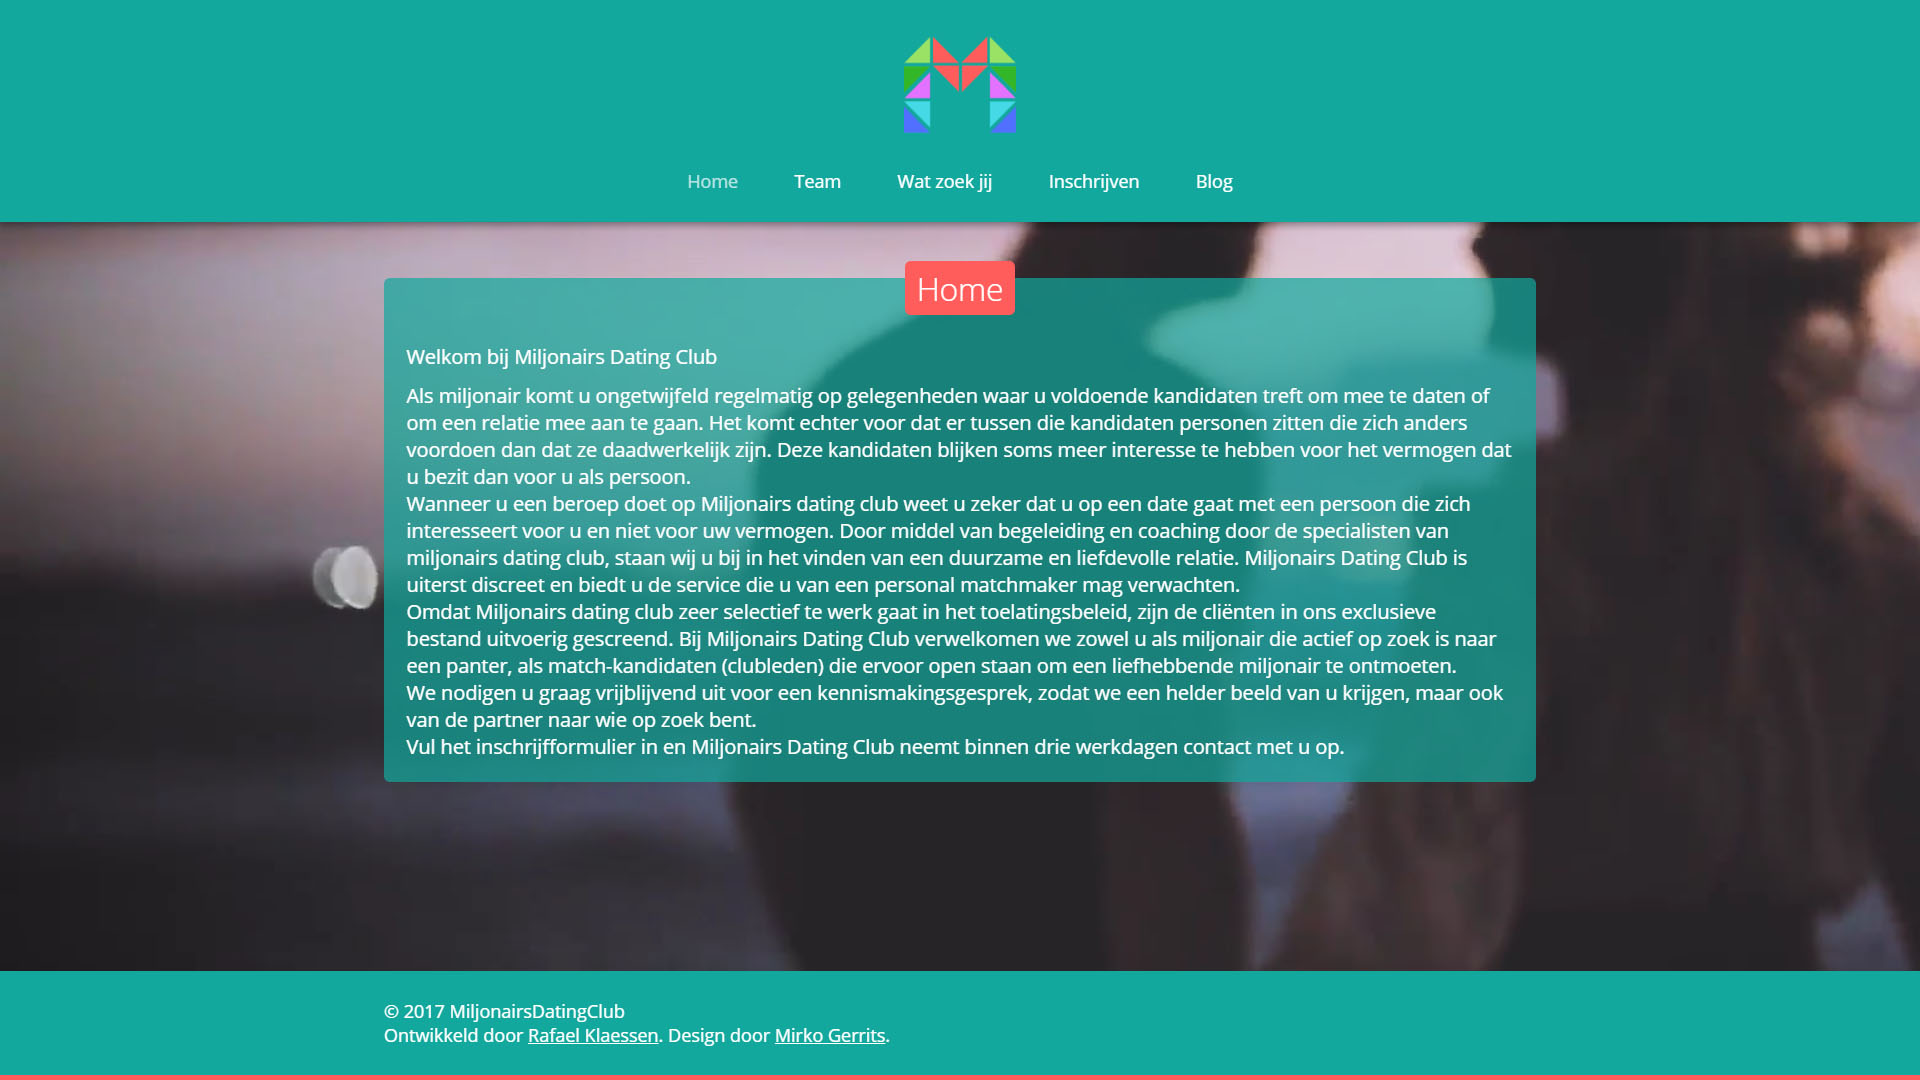 Home Team Wat zoek jij Inschrijven Blog
Home
Welkom bij Miljonairs Dating Club
Als miljonair komt u ongetwijfeld regelmatig op gelegenheden waar u voldoende kandidaten treft om mee te daten of
om een relatie mee aan te gaan. Het komt echter voor dat er tussen die kandidaten personen zitten die zich anders
voordoen dan dat ze daadwerkelijk zijn. Deze kandidaten blijken soms meer interesse te hebben voor het vermogen dat
u bezit dan voor u als persoon.
Wanneer u een beroep doet op Miljonairs dating club weet u zeker dat u op een date gaat met een persoon die zich
interesseert voor u en niet voor uw vermogen. Door middel van begeleiding en coaching door de specialisten van
miljonairs dating club, staan wij u bij in het vinden van een duurzame en liefdevolle relatie. Miljonairs Dating Club is
uiterst discreet en biedt u de service die u van een personal matchmaker mag verwachten.
Omdat Miljonairs dating club zeer selectief te werk gaat in het toelatingsbeleid, zijn de cliënten in ons exclusieve
bestand uitvoerig gescreend. Bij Miljonairs Dating Club verwelkomen we zowel u als miljonair die actief op zoek is naar
een panter, als match-kandidaten (clubleden) die ervoor open staan om een liefhebbende miljonair te ontmoeten.
We nodigen u graag vrijblijvend uit voor een kennismakingsgesprek, zodat we een helder beeld van u krijgen, maar ook
van de partner naar wie op zoek bent.
Vul het inschrijfformulier in en Miljonairs Dating Club neemt binnen drie werkdagen contact met u op.
© 2017 MiljonairsDatingClub
Ontwikkeld door Rafael Klaessen. Design door Mirko Gerrits.